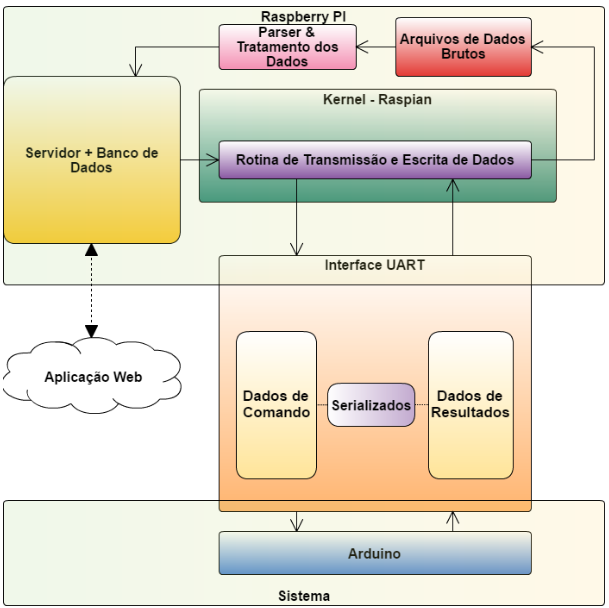 Raspberry PI
Parser &
Tratamento dos
Dados
Arquivos de Dados
Brutos
Kernel - Raspian
Servidor + Banco de
Dados
Rotina de Transmissão e Escrita de Dados
Interface UART
Aplicação Web
Dados de
Comando
Serializados
Dados de
Resultados
Arduino
Sistema